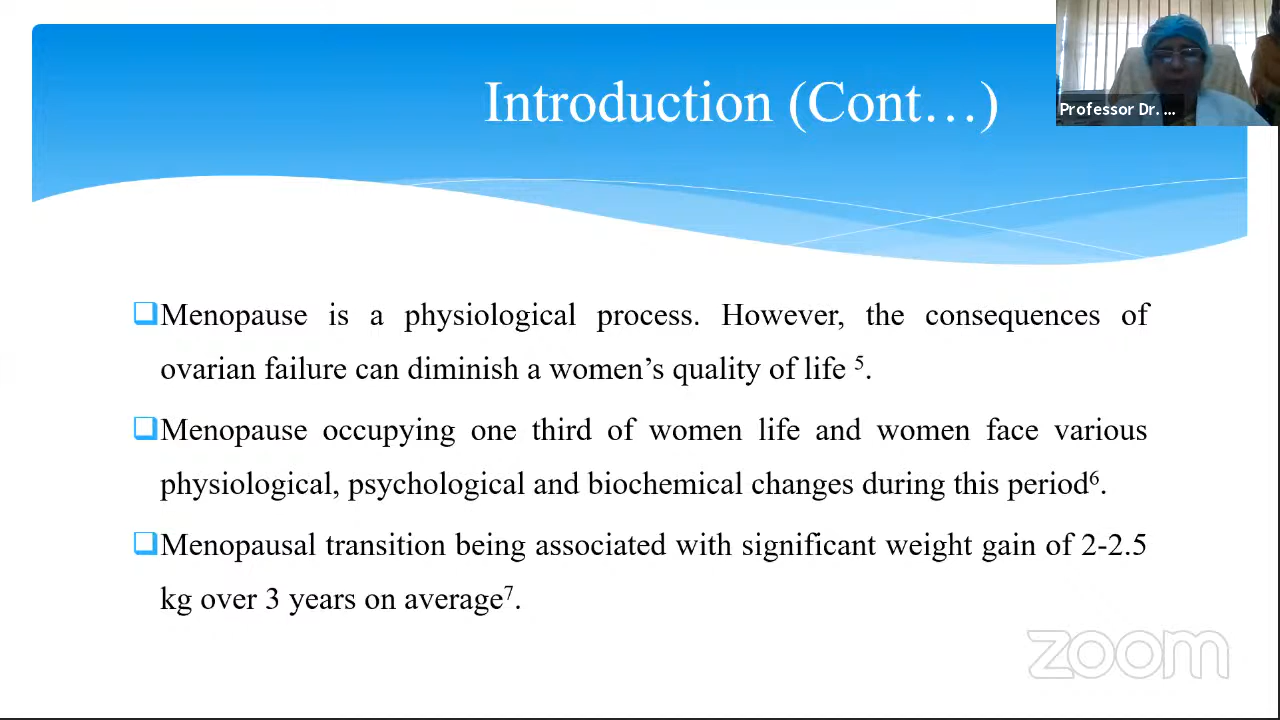 Introduction (Cont…)
Professor Dr. ...
Menopause is a physiological process. However, the consequences of
ovarian failure can diminish a women’s quality of life ⁵.
Menopause occupying one third of women life and women face various
physiological, psychological and biochemical changes during this period⁶.
Menopausal transition being associated with significant weight gain of 2-2.5
kg over 3 years on average⁷.
zoom